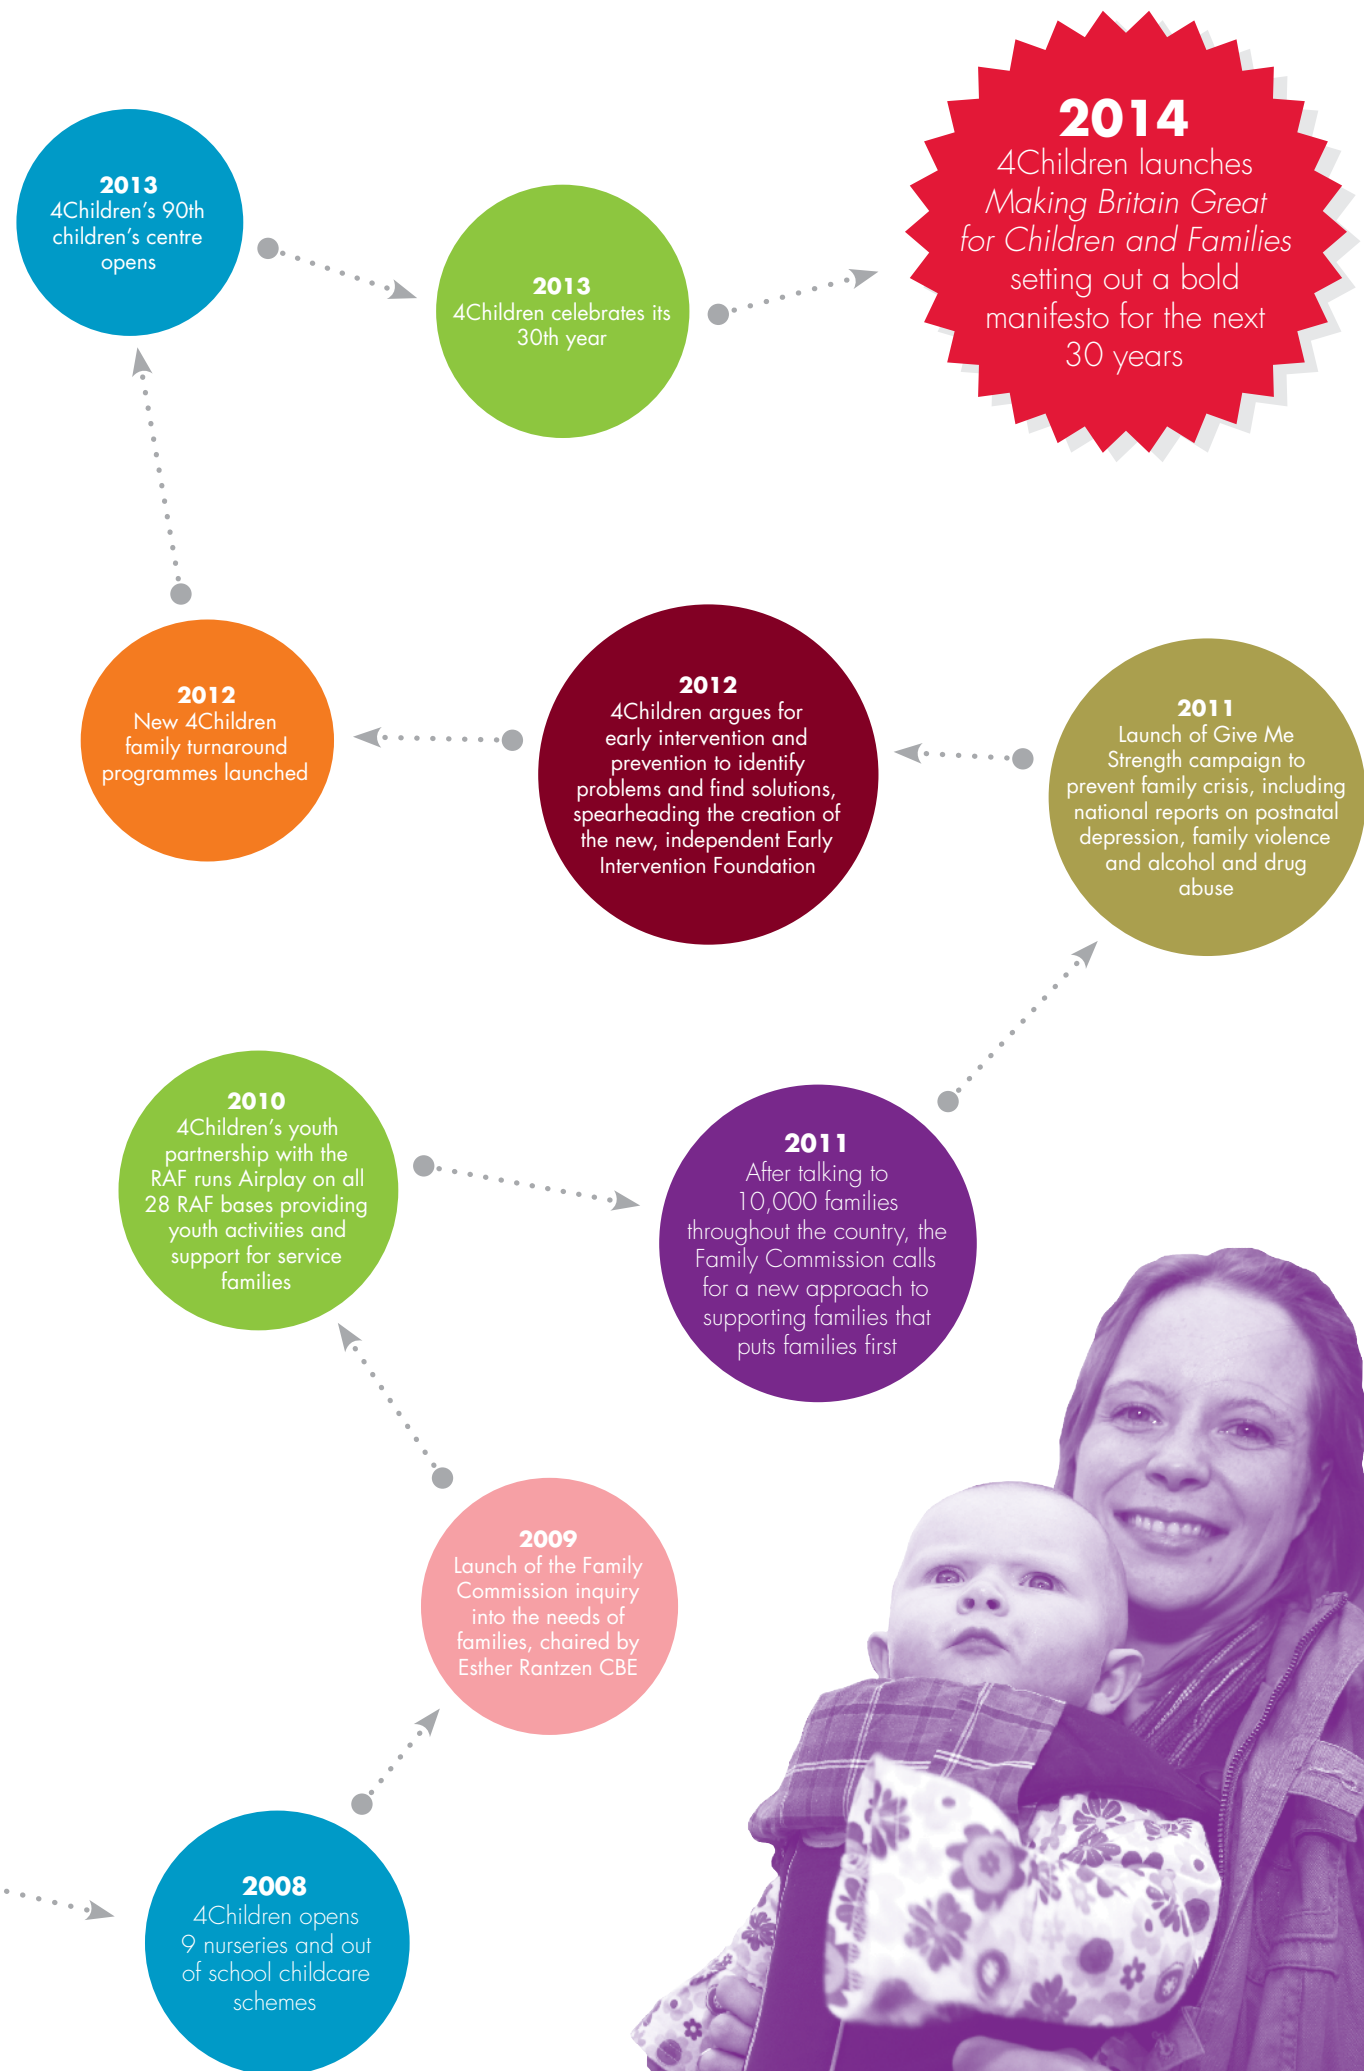 2014
4Children launches
Making Britain Great
for Children and Families
setting out a bold
manifesto for the next
30 years
2013
4Children's 90th
children's centre
opens
2013
4Children celebrates its
30th year
2012
New 4Children
family turnaround
programmes launched
2012
4Children argues for
early intervention and
prevention to identify
problems and find solutions,
spearheading the creation of
the new, independent Early
Intervention Foundation
2011
Launch of Give Me
Strength campaign to
prevent family crisis, including
national reports on postnatal
depression, family violence
and alcohol and drug
abuse
2010
4Children's youth
partnership with the
RAF runs Airplay on all
28 RAF bases providing
youth activities and
support for service
families
2011
After talking to
10,000 families
throughout the country, the
Family Commission calls
for a new approach to
supporting families that
puts families first
2009
Launch of the Family
Commission inquiry
into the needs of
families, chaired by
Esther Rantzen CBE
2008
4Children opens
9 nurseries and out
of school childcare
schemes